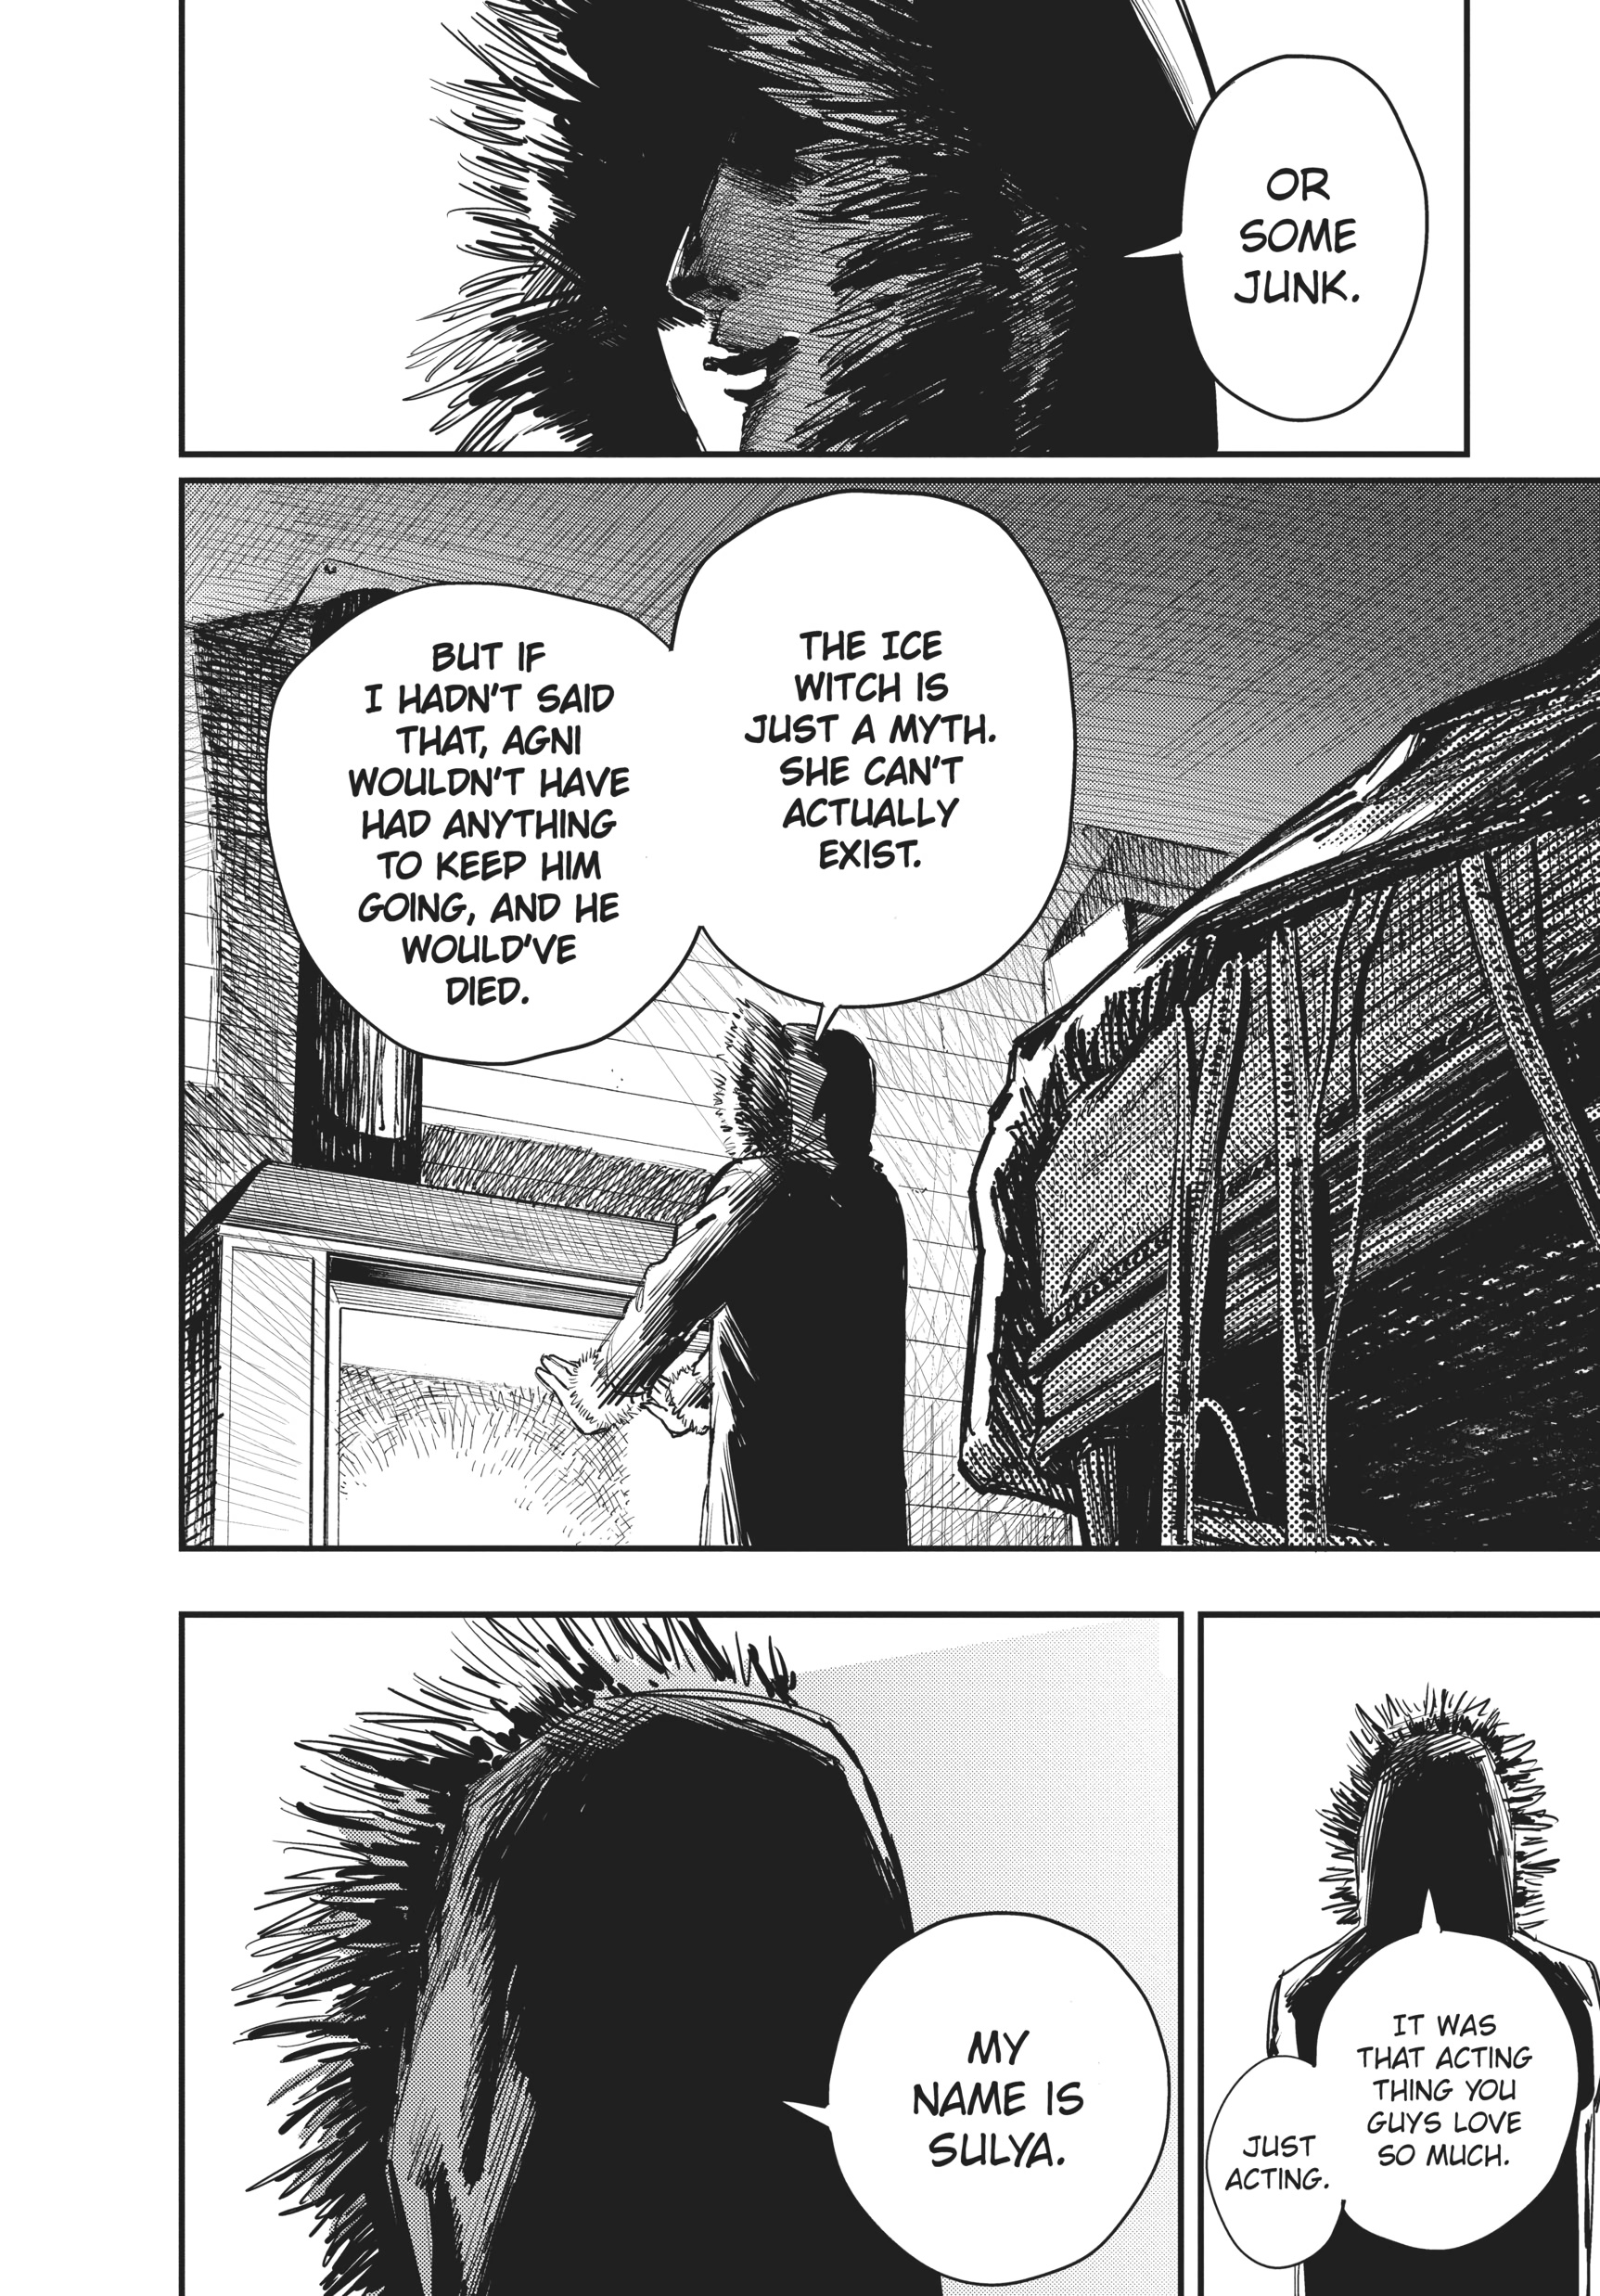 OR
SOME
JUNK.
THE ICE
WITCH IS
JUST A MYTH.
SHE CAN'T
ACTUALLY
EXIST.
BUT IF
I HADN'T SAID
THAT, AGNI
WOULDN'T HAVE
HAD ANYTHING
TO KEEP HIM
GOING, AND HE
WOULD'VE
DIED.
IT WAS
THAT ACTING
THING YOU
GUYS LOVE
SO MUCH.
JUST
ACTING.
MY
NAME IS
SULYA.